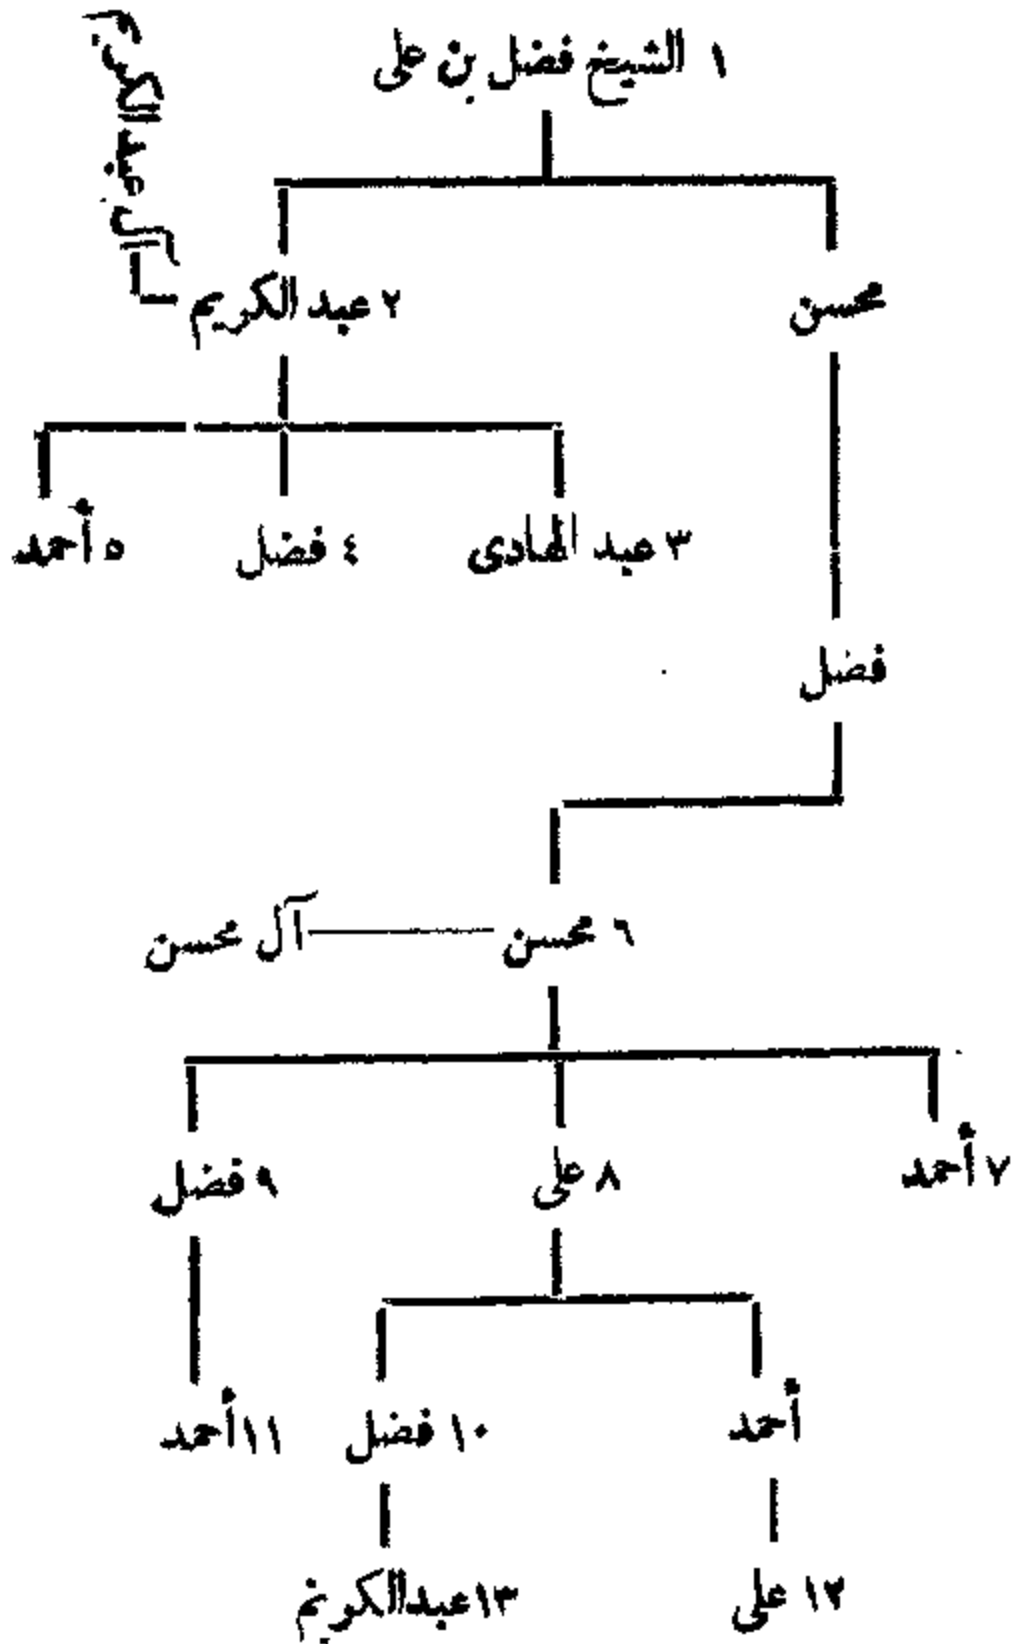 ١ الشيخ فضل بن على
آل عبد الكريم
محسن
٢ عبد الكريم
٣ عبد الهادى
٤ فضل
٥ أحمد
فضل
٦ محسن
آل محسن
٧ أحمد
٨ على
٩ فضل
أحمد
١٠ فضل
١١ أحمد
١٢ على
١٣ عبد الكريم